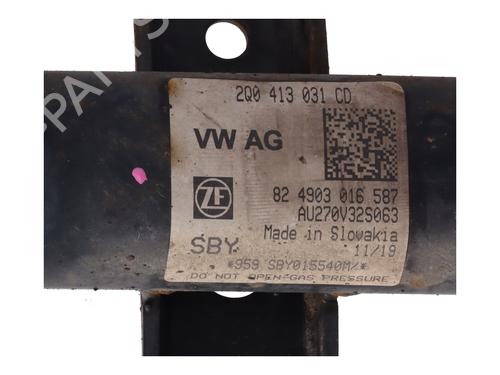 2Q0 413 031 CD
VW AG
ZF
82 4903 016 587
AU270V32S063
Made in Slovakia
SBY
11/19
*959 SBY015540M/*
DO NOT OPEN-GAS PRESSURE